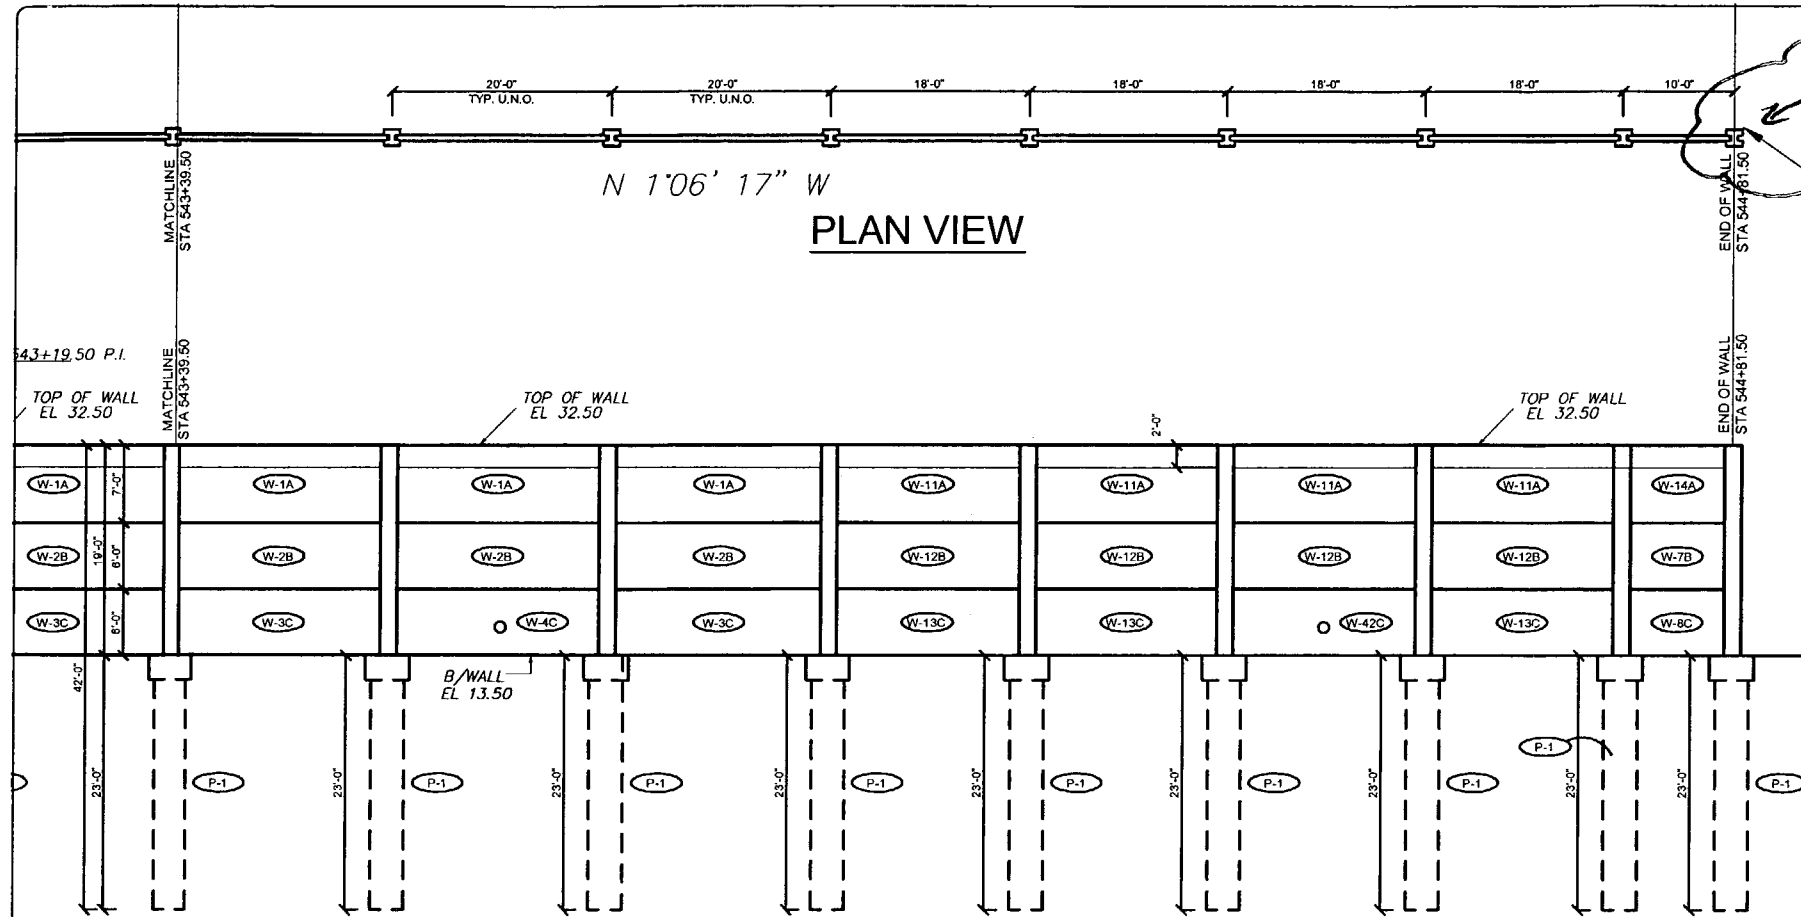 20'-0"
TYP. U.N.O.
20'-0"
TYP. U.N.O.
18'-0"
18'-0"
18'-0"
18'-0"
10'-0"
MATCHLINE
STA 543+39.50
N 1°06' 17" W
PLAN VIEW
END OF WALL
STA 544+81.50
543+19.50 P.I.
MATCHLINE
STA 543+39.50
END OF WALL
STA 544+81.50
TOP OF WALL
EL 32.50
TOP OF WALL
EL 32.50
TOP OF WALL
EL 32.50
2'-0"
W-1A
7'-0"
W-1A
W-1A
W-1A
W-11A
W-11A
W-11A
W-11A
W-14A
W-2B
19'-0"
6'-0"
W-2B
W-2B
W-2B
W-12B
W-12B
W-12B
W-12B
W-7B
W-3C
6'-0"
W-3C
W-4C
W-3C
W-13C
W-13C
W-42C
W-13C
W-8C
42'-0"
B/WALL
EL 13.50
P-1
23'-0"
P-1
23'-0"
P-1
23'-0"
P-1
23'-0"
P-1
23'-0"
P-1
23'-0"
P-1
23'-0"
P-1
23'-0"
23'-0"
P-1